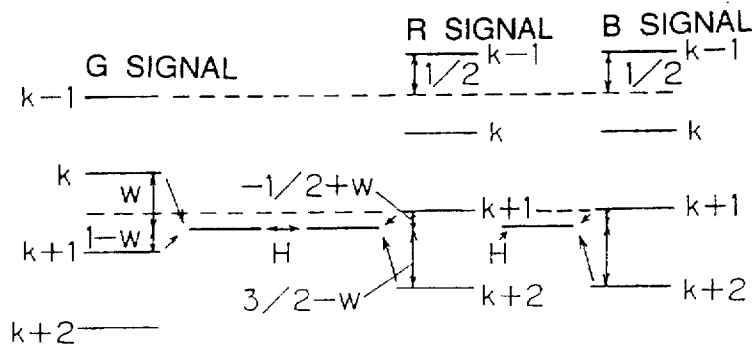 R SIGNAL
B SIGNAL
G SIGNAL
k-1
1/2
k-1
1/2
k-1
k
k
k
w
-1/2+w
k+1
k+1
1-w
k+1
H
H
3/2-w
k+2
k+2
k+2